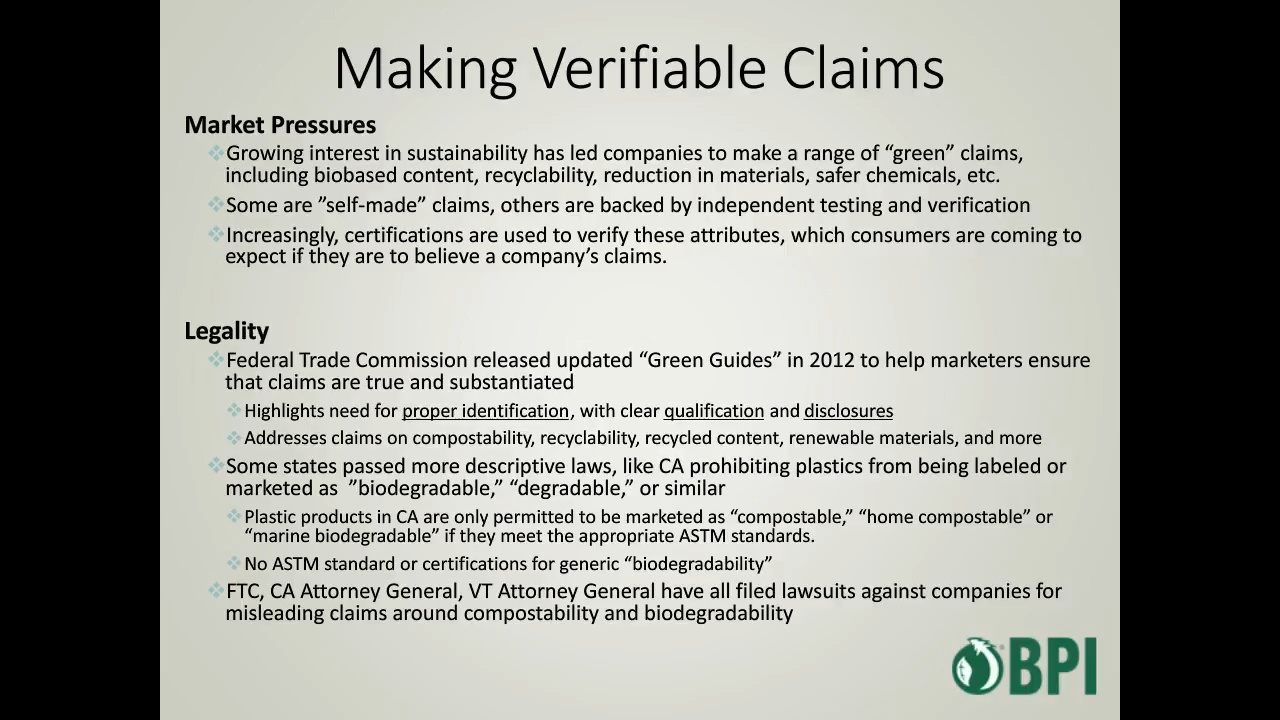 Making Verifiable Claims
Market Pressures
Growing interest in sustainability has led companies to make a range of “green” claims,
including biobased content, recyclability, reduction in materials, safer chemicals, etc.
Some are ”self-made” claims, others are backed by independent testing and verification
Increasingly, certifications are used to verify these attributes, which consumers are coming to
expect if they are to believe a company’s claims.
Legality
Federal Trade Commission released updated “Green Guides” in 2012 to help marketers ensure
that claims are true and substantiated
Highlights need for proper identification, with clear qualification and disclosures
Addresses claims on compostability, recyclability, recycled content, renewable materials, and more
Some states passed more descriptive laws, like CA prohibiting plastics from being labeled or
marketed as ”biodegradable,” “degradable,” or similar
Plastic products in CA are only permitted to be marketed as “compostable,” “home compostable” or
“marine biodegradable” if they meet the appropriate ASTM standards.
No ASTM standard or certifications for generic “biodegradability”
FTC, CA Attorney General, VT Attorney General have all filed lawsuits against companies for
misleading claims around compostability and biodegradability
BPI